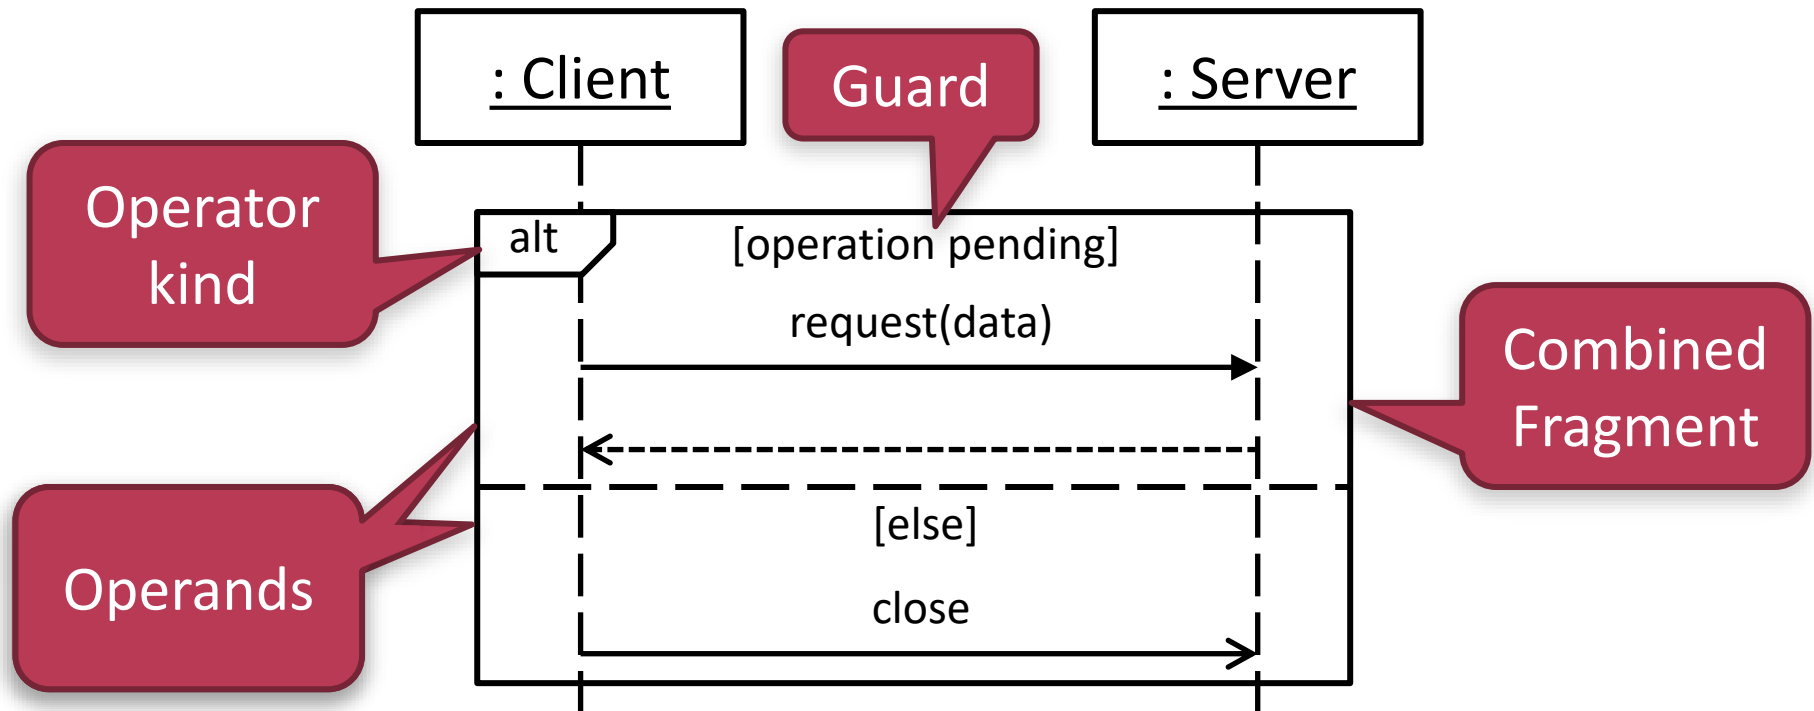 : Client
Guard
: Server
Operator
kind
alt
[operation pending]
request(data)
Combined
Fragment
Operands
[else]
close